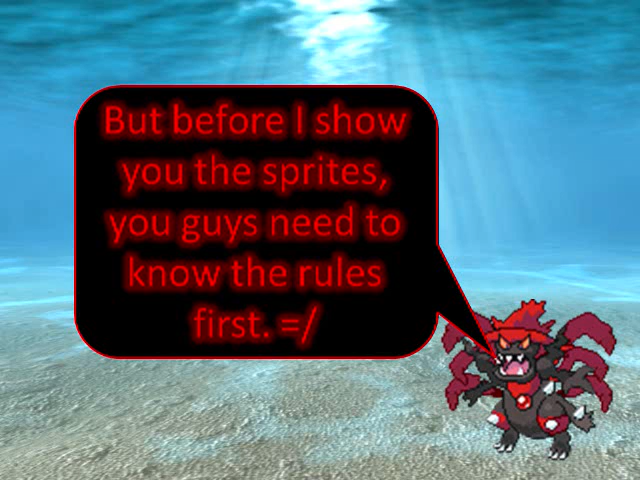 But before I show
you the sprites,
you guys need to
know the rules
first. =/